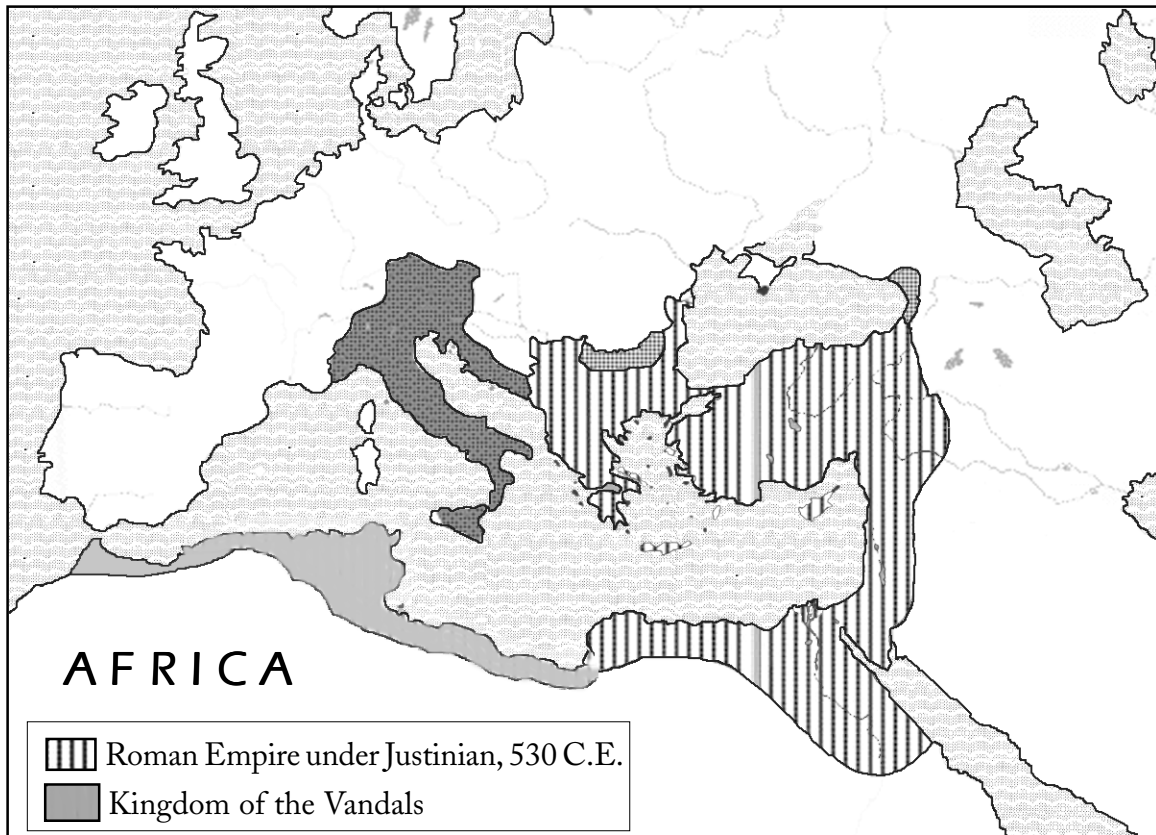 AFRICA
Roman Empire under Justinian, 530 C.E.
Kingdom of the Vandals